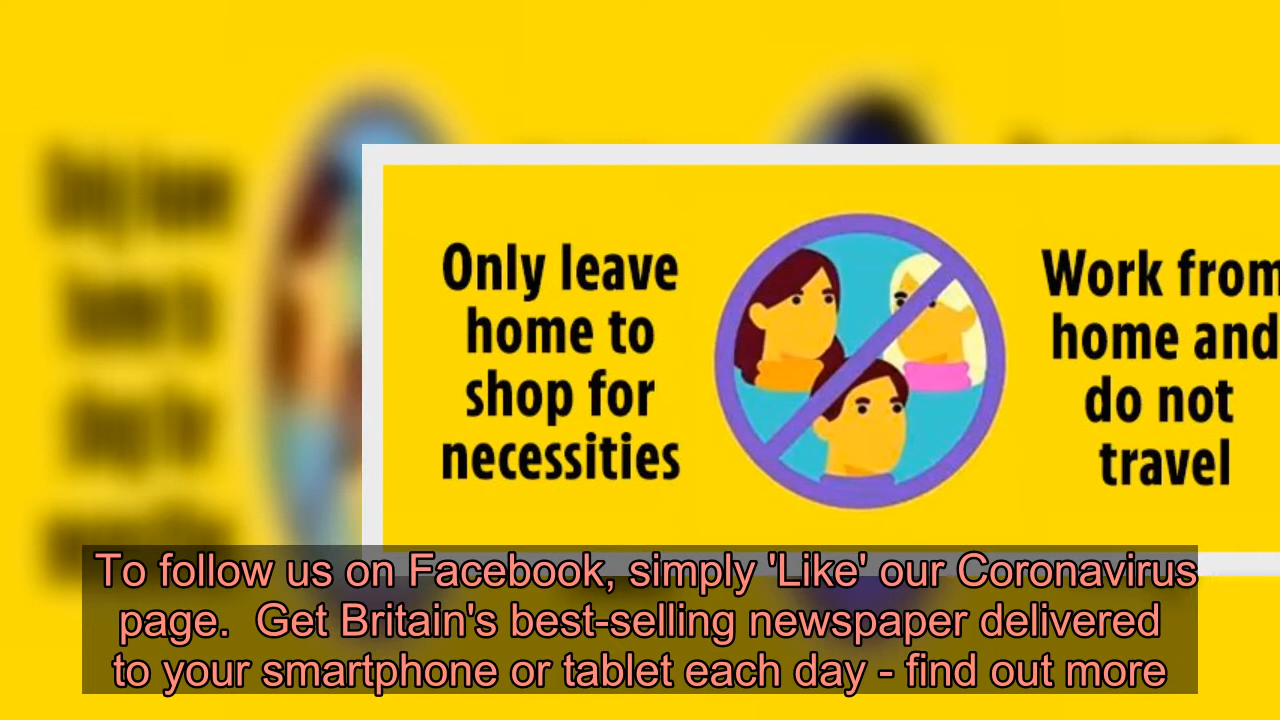 Only leave
home to
shop for
necessities
Work from
home and
do not
travel
To follow us on Facebook, simply 'Like' our Coronavirus
page.  Get Britain's best-selling newspaper delivered
to your smartphone or tablet each day - find out more